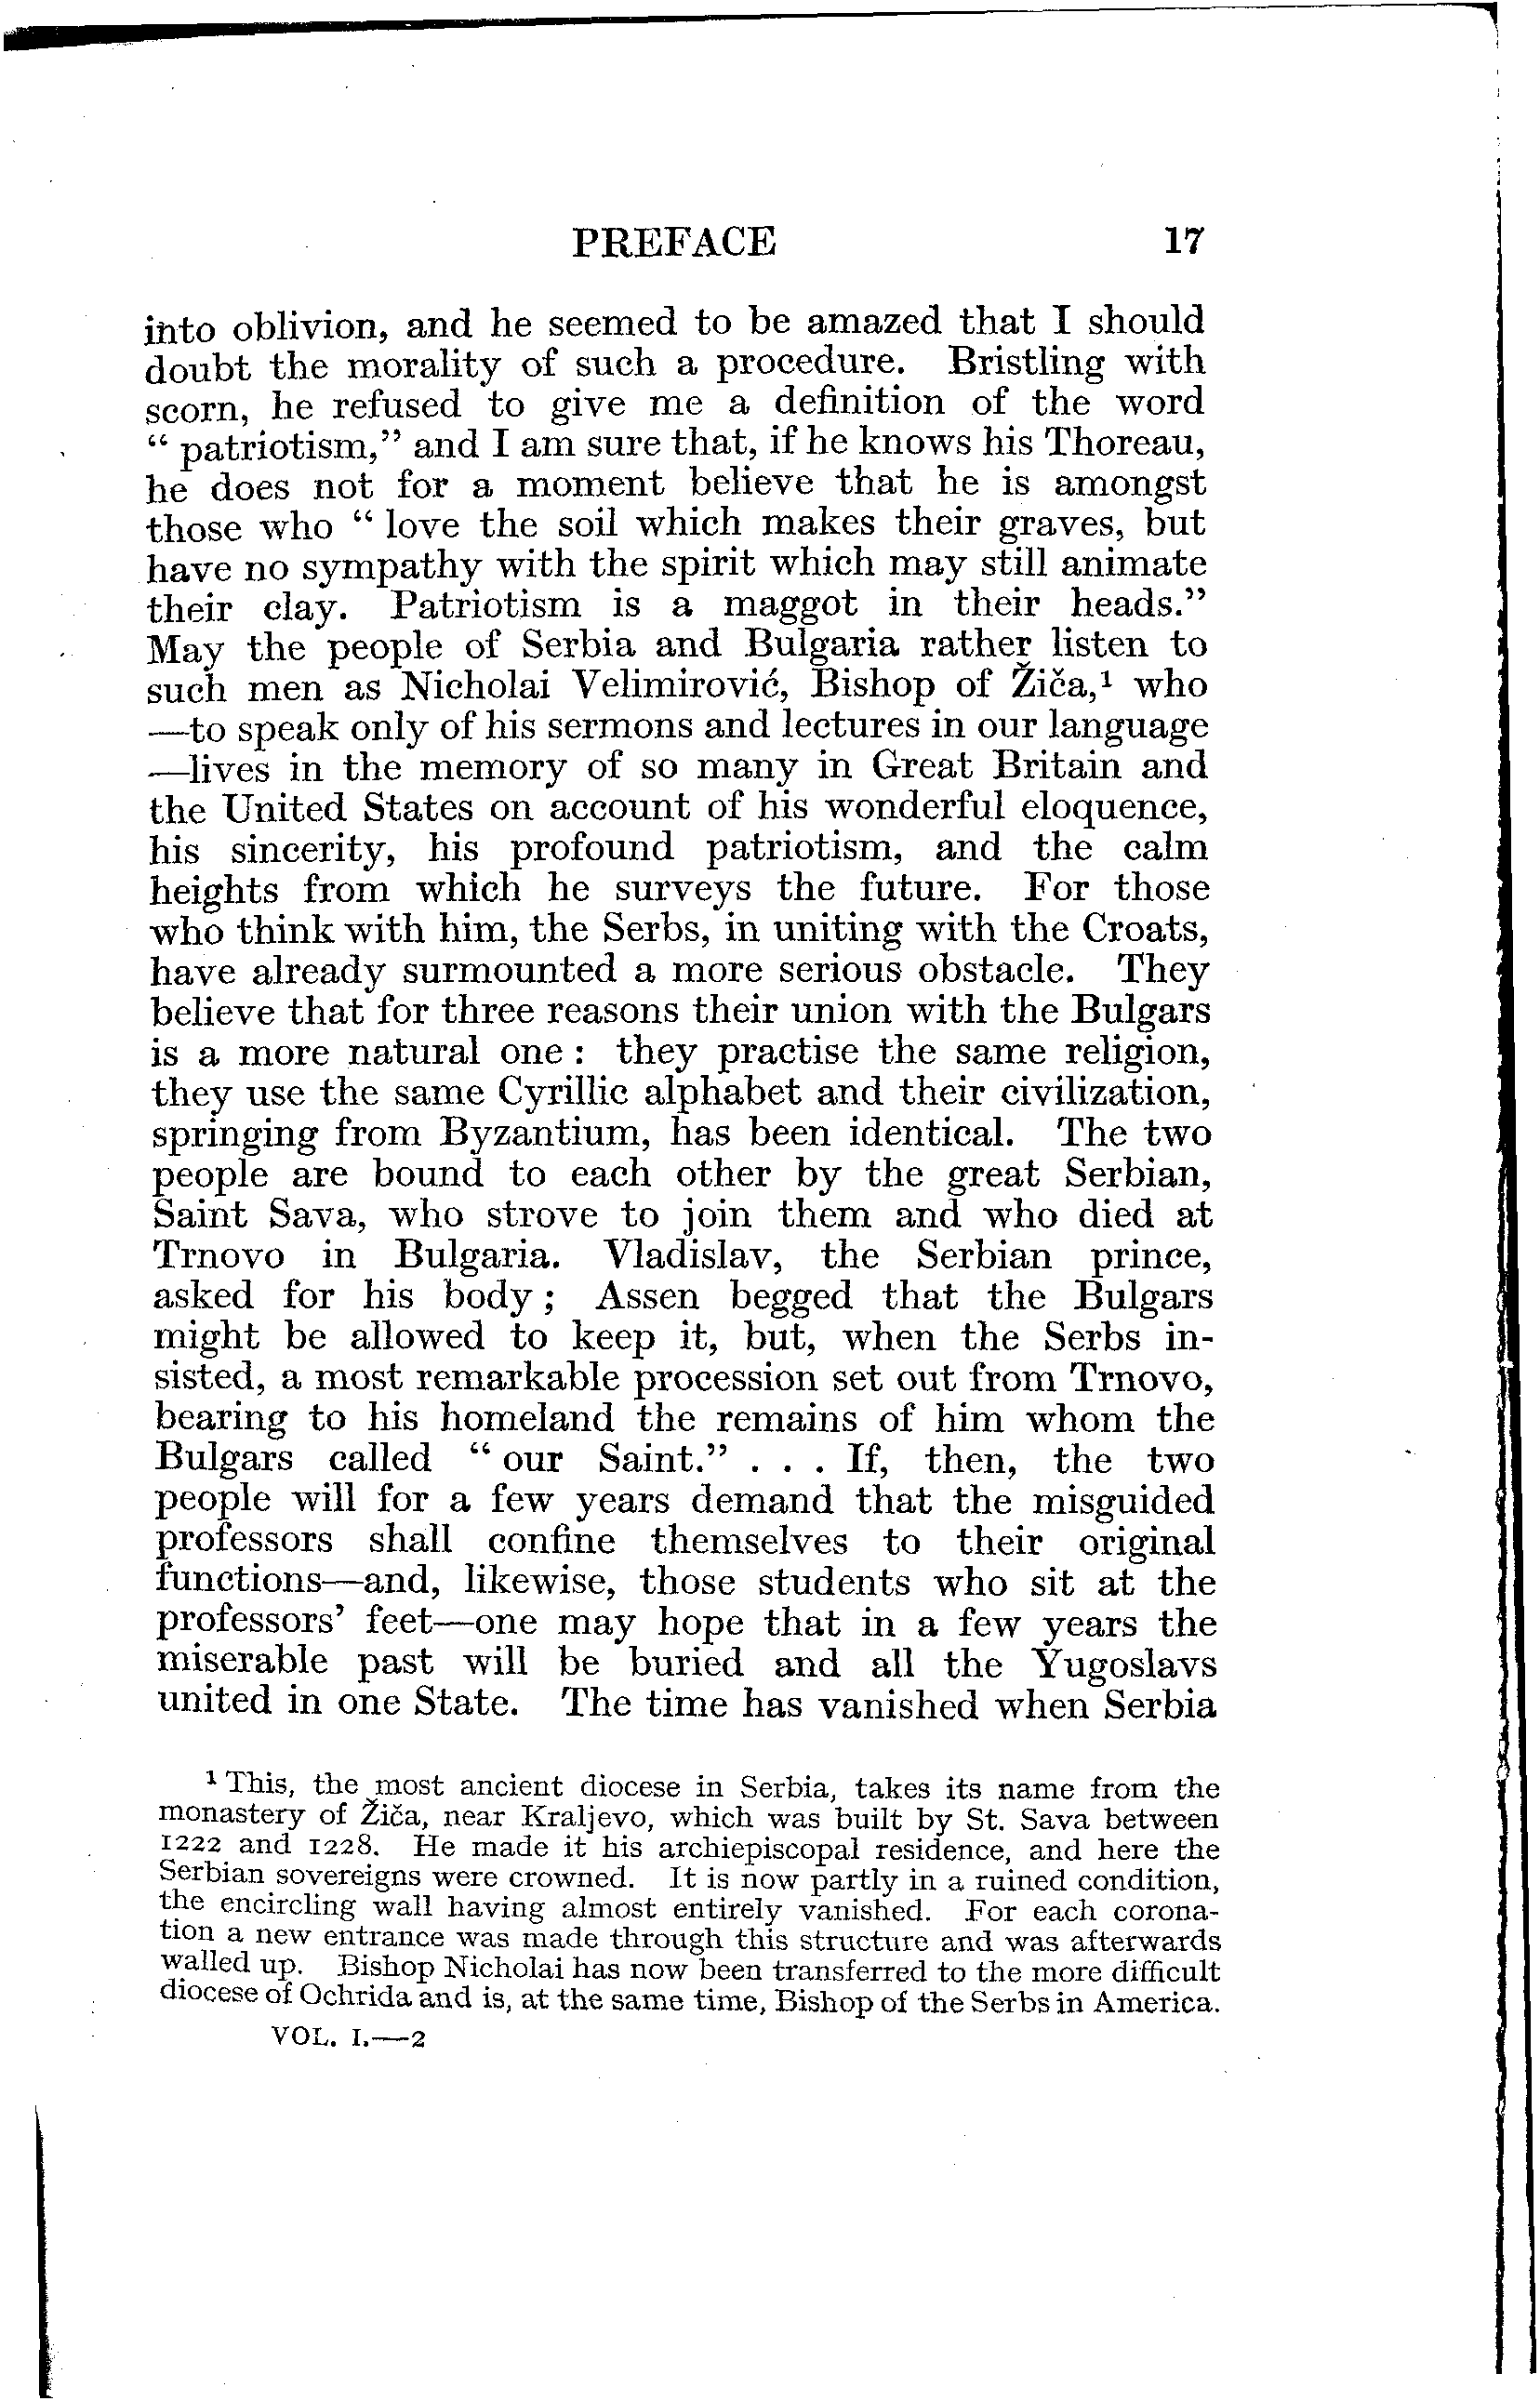 PREFACE 17
into oblivion, and he seemed to be amazed that I should
doubt the morality of such a procedure. Bristling with
scorn, he refused to give me a definition of the word
“ patriotism,” and I am sure that, if he knows his Thoreau,
he does not for a moment believe that he is amongst
those who “ love the soil which makes their graves, but
have no sympathy with the spirit which may still animate
their clay. Patriotism is a maggot in their heads.”
May the people of Serbia and Bulgaria rather listen to
such men as Nicholai Velimirović, Bishop of Žiča,¹ who
—to speak only of his sermons and lectures in our language
—lives in the memory of so many in Great Britain and
the United States on account of his wonderful eloquence,
his sincerity, his profound patriotism, and the calm
heights from which he surveys the future. For those
who think with him, the Serbs, in uniting with the Croats,
have already surmounted a more serious obstacle. They
believe that for three reasons their union with the Bulgars
is a more natural one : they practise the same religion,
they use the same Cyrillic alphabet and their civilization,
springing from Byzantium, has been identical. The two
people are bound to each other by the great Serbian,
Saint Sava, who strove to join them and who died at
Trnovo in Bulgaria. Vladislav, the Serbian prince,
asked for his body ; Assen begged that the Bulgars
might be allowed to keep it, but, when the Serbs in-
sisted, a most remarkable procession set out from Trnovo,
bearing to his homeland the remains of him whom the
Bulgars called “ our Saint.” . . . If, then, the two
people will for a few years demand that the misguided
professors shall confine themselves to their original
functions—and, likewise, those students who sit at the
professors’ feet—one may hope that in a few years the
miserable past will be buried and all the Yugoslavs
united in one State. The time has vanished when Serbia
¹ This, the most ancient diocese in Serbia, takes its name from the
monastery of Žiča, near Kraljevo, which was built by St. Sava between
1222 and 1228. He made it his archiepiscopal residence, and here the
Serbian sovereigns were crowned. It is now partly in a ruined condition,
the encircling wall having almost entirely vanished. For each corona-
tion a new entrance was made through this structure and was afterwards
walled up. Bishop Nicholai has now been transferred to the more difficult
diocese of Ochrida and is, at the same time, Bishop of the Serbs in America.
VOL. I.—2